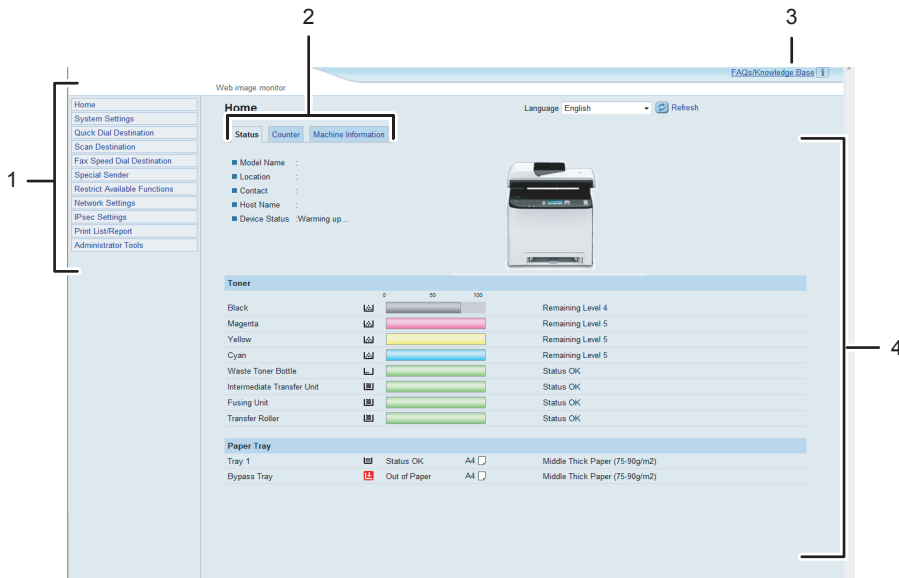 2
3
FAQs/Knowledge Base i
Web image monitor
1
Home
System Settings
Quick Dial Destination
Scan Destination
Fax Speed Dial Destination
Special Sender
Restrict Available Functions
Network Settings
IPsec Settings
Print List/Report
Administrator Tools
Home
Language English Refresh
Status Counter Machine Information
Model Name :
Location :
Contact :
Host Name :
Device Status :Warming up...
Toner
0 50 100
Black Remaining Level 4
Magenta Remaining Level 5
Yellow Remaining Level 5
Cyan Remaining Level 5
Waste Toner Bottle Status OK
Intermediate Transfer Unit Status OK
Fusing Unit Status OK
Transfer Roller Status OK
Paper Tray
Tray 1 Status OK A4 Middle Thick Paper (75-90g/m2)
Bypass Tray Out of Paper A4 Middle Thick Paper (75-90g/m2)
4